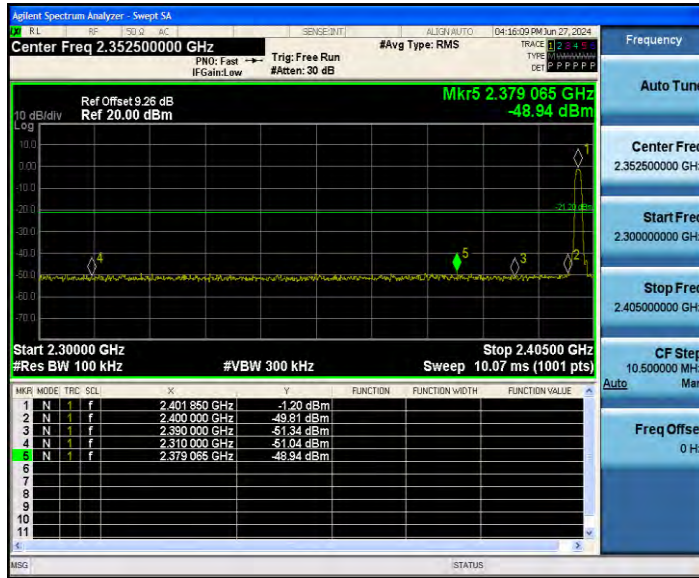 Agilent Spectrum Analyzer - Swept SA
RL RF 50 Ω AC SENSE:INT ALIGN AUTO 04:16:09 PM Jun 27, 2024
Center Freq 2.352500000 GHz
PNO: Fast
IFGain:Low
Trig: Free Run
#Atten: 30 dB
#Avg Type: RMS
TRACE 1 2 3 4 5 6
TYPE
DET P P P P P P
Ref Offset 9.26 dB
Ref 20.00 dBm
10 dB/div
Log
Mkr5 2.379 065 GHz
-48.94 dBm
10.0
0.00
-10.0
-20.0
-30.0
-40.0
-50.0
-60.0
-70.0
1
-21.20 dBm
4
5
3
2
Start 2.30000 GHz
Stop 2.40500 GHz
#Res BW 100 kHz
#VBW 300 kHz
Sweep 10.07 ms (1001 pts)
MKR MODE TRC SCL X Y FUNCTION FUNCTION WIDTH FUNCTION VALUE
1 N 1 f 2.401 850 GHz -1.20 dBm
2 N 1 f 2.400 000 GHz -49.81 dBm
3 N 1 f 2.390 000 GHz -51.34 dBm
4 N 1 f 2.310 000 GHz -51.04 dBm
5 N 1 f 2.379 065 GHz -48.94 dBm
6
7
8
9
10
11
MSG
STATUS
Frequency
Auto Tune
Center Freq
2.352500000 GHz
Start Freq
2.300000000 GHz
Stop Freq
2.405000000 GHz
CF Step
10.500000 MHz
Auto Man
Freq Offset
0 Hz